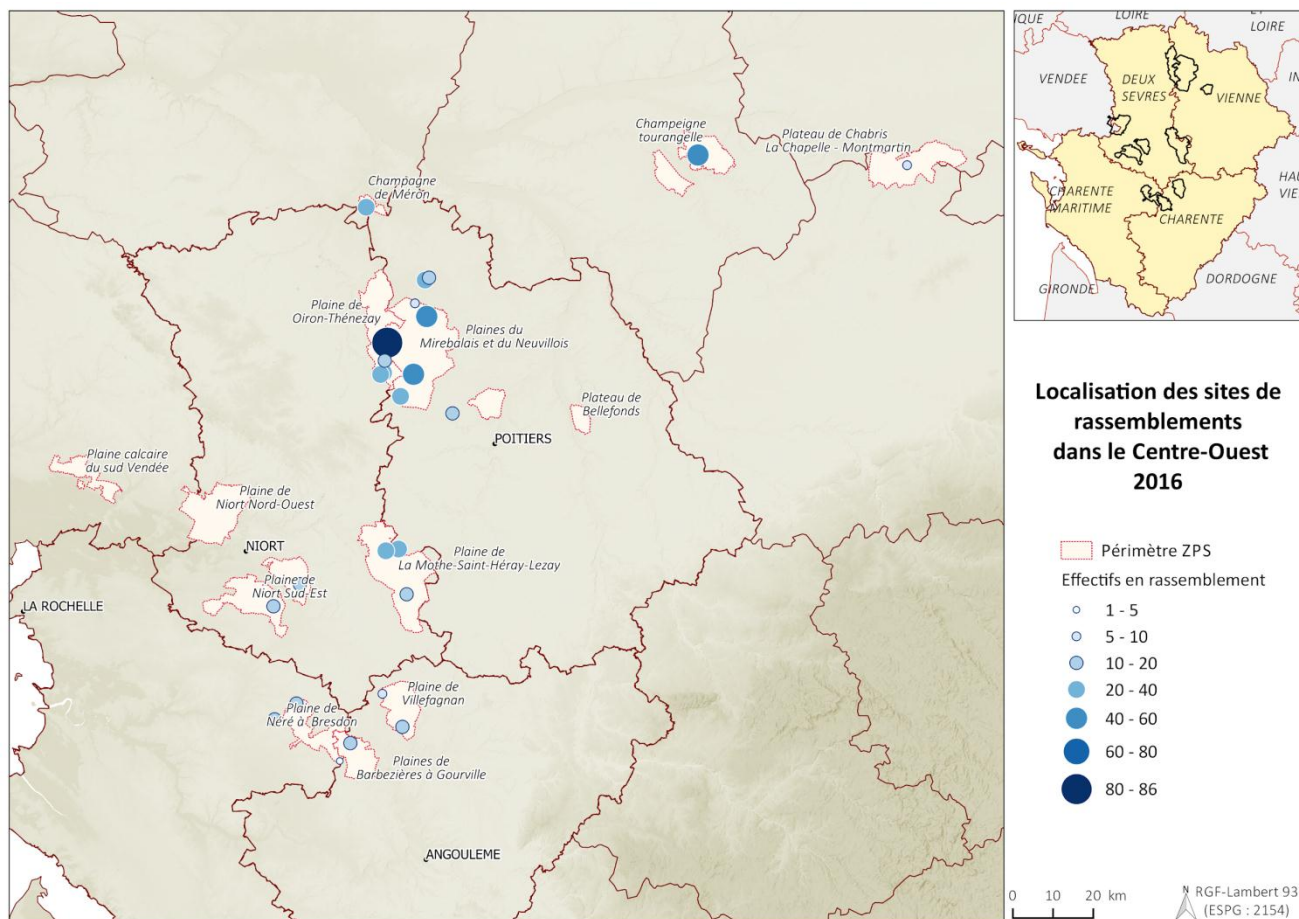 Champeigne
tourangelle
Plateau de Chabris
La Chapelle - Montmartin
Champagne
de Méron
Plaine de
Oiron-Thénezay
Plaines du
Mirebalais et du Neuvillois
Plateau de
Bellefonds
POITIERS
Plaine calcaire
du sud Vendée
Plaine de
Niort Nord-Ouest
NIORT
Plaine de
La Mothe-Saint-Héray-Lezay
Plaine de
Niort Sud-Est
LA ROCHELLE
Plaine de
Villefagnan
Plaine de
Néré à Bresdon
Plaines de
Barbezières à Gourville
ANGOULEME
LOIRE
ET
LOIRE
IQUE
VENDEE
DEUX
SEVRES
VIENNE
IN
CHARENTE
MARITIME
CHARENTE
HAU
VIE
GIRONDE
DORDOGNE
Localisation des sites de
rassemblements
dans le Centre-Ouest
2016
Périmètre ZPS
Effectifs en rassemblement
1 - 5
5 - 10
10 - 20
20 - 40
40 - 60
60 - 80
80 - 86
0 10 20 km
N
RGF-Lambert 93
(ESPG : 2154)